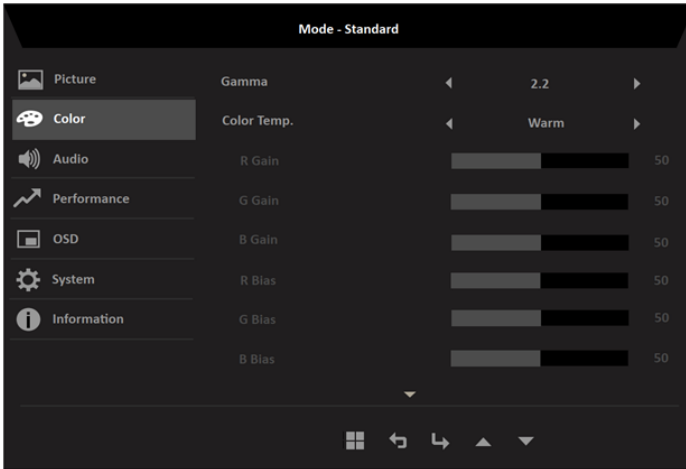 Mode - Standard
Picture
Color
Audio
Performance
OSD
System
Information
Gamma 2.2
Color Temp. Warm
R Gain 50
G Gain 50
B Gain 50
R Bias 50
G Bias 50
B Bias 50